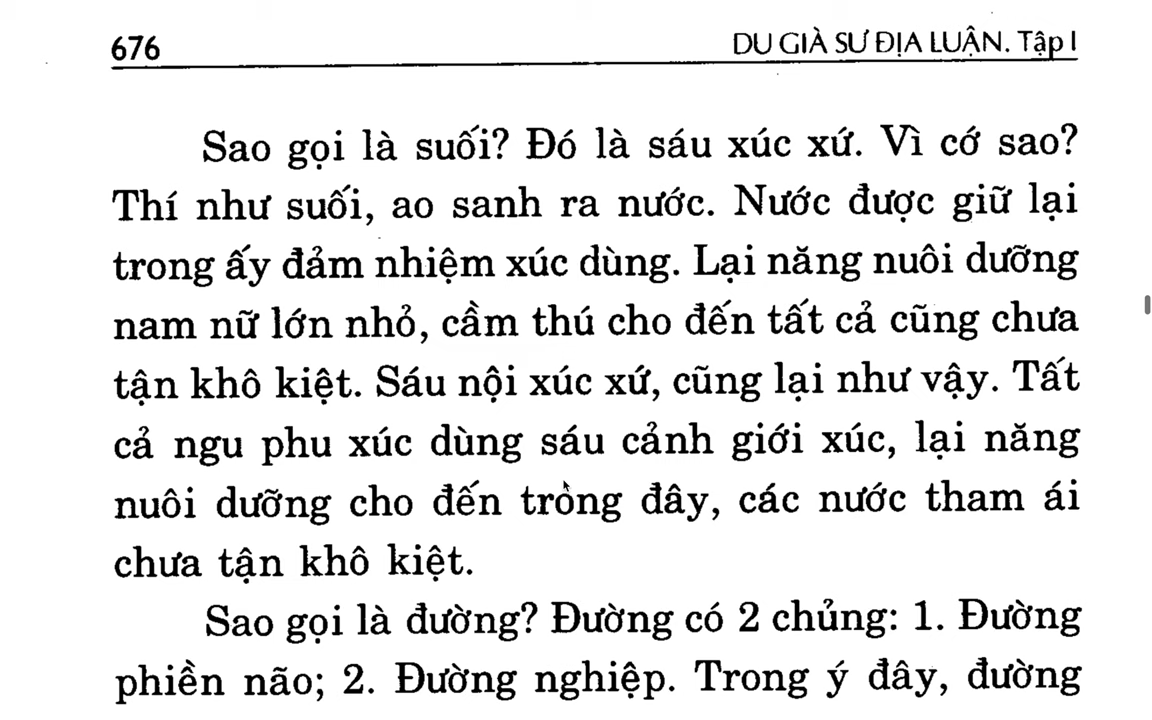 676
DU GIÀ SƯ ĐỊA LUẬN. Tập I
Sao gọi là suối? Đó là sáu xúc xứ. Vì cớ sao?
Thí như suối, ao sanh ra nước. Nước được giữ lại
trong ấy đảm nhiệm xúc dùng. Lại năng nuôi dưỡng
nam nữ lớn nhỏ, cầm thú cho đến tất cả cũng chưa
tận khô kiệt. Sáu nội xúc xứ, cũng lại như vậy. Tất
cả ngu phu xúc dùng sáu cảnh giới xúc, lại năng
nuôi dưỡng cho đến trong đây, các nước tham ái
chưa tận khô kiệt.
Sao gọi là đường? Đường có 2 chủng: 1. Đường
phiền não; 2. Đường nghiệp. Trong ý đây, đường